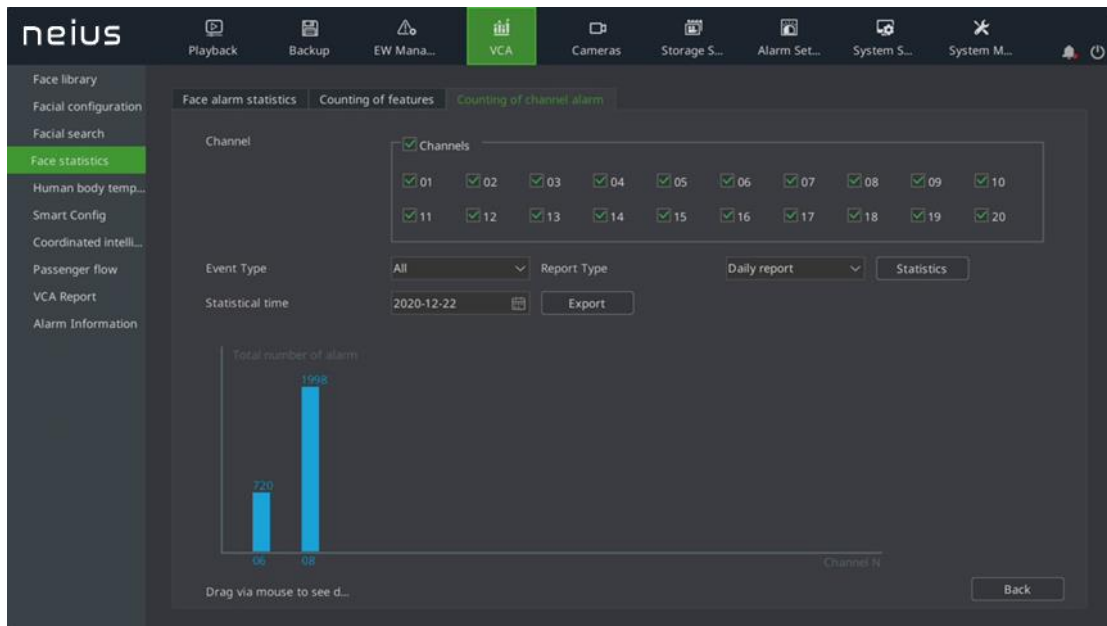 neius
Playback Backup EW Mana... VCA Cameras Storage S... Alarm Set... System S... System M...
Face library
Facial configuration
Facial search
Face statistics
Human body temp...
Smart Config
Coordinated intelli...
Passenger flow
VCA Report
Alarm Information
Face alarm statistics Counting of features Counting of channel alarm
Channel
Channels
01 02 03 04 05 06 07 08 09 10
11 12 13 14 15 16 17 18 19 20
Event Type All Report Type Daily report Statistics
Statistical time 2020-12-22 Export
Total number of alarm
1998
720
06 08
Channel N
Drag via mouse to see d...
Back